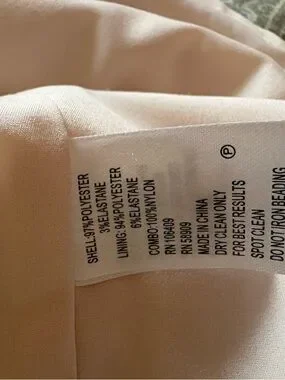 SHELL:97%POLYESTER
3%ELASTANE
LINING: 94%POLYESTER
6%ELASTANE
COMBO:100%NYLON
RN 106409
RN 58909
MADE IN CHINA
DRY CLEAN ONLY
FOR BEST RESULTS
SPOT CLEAN
DO NOT IRON BEADING
P